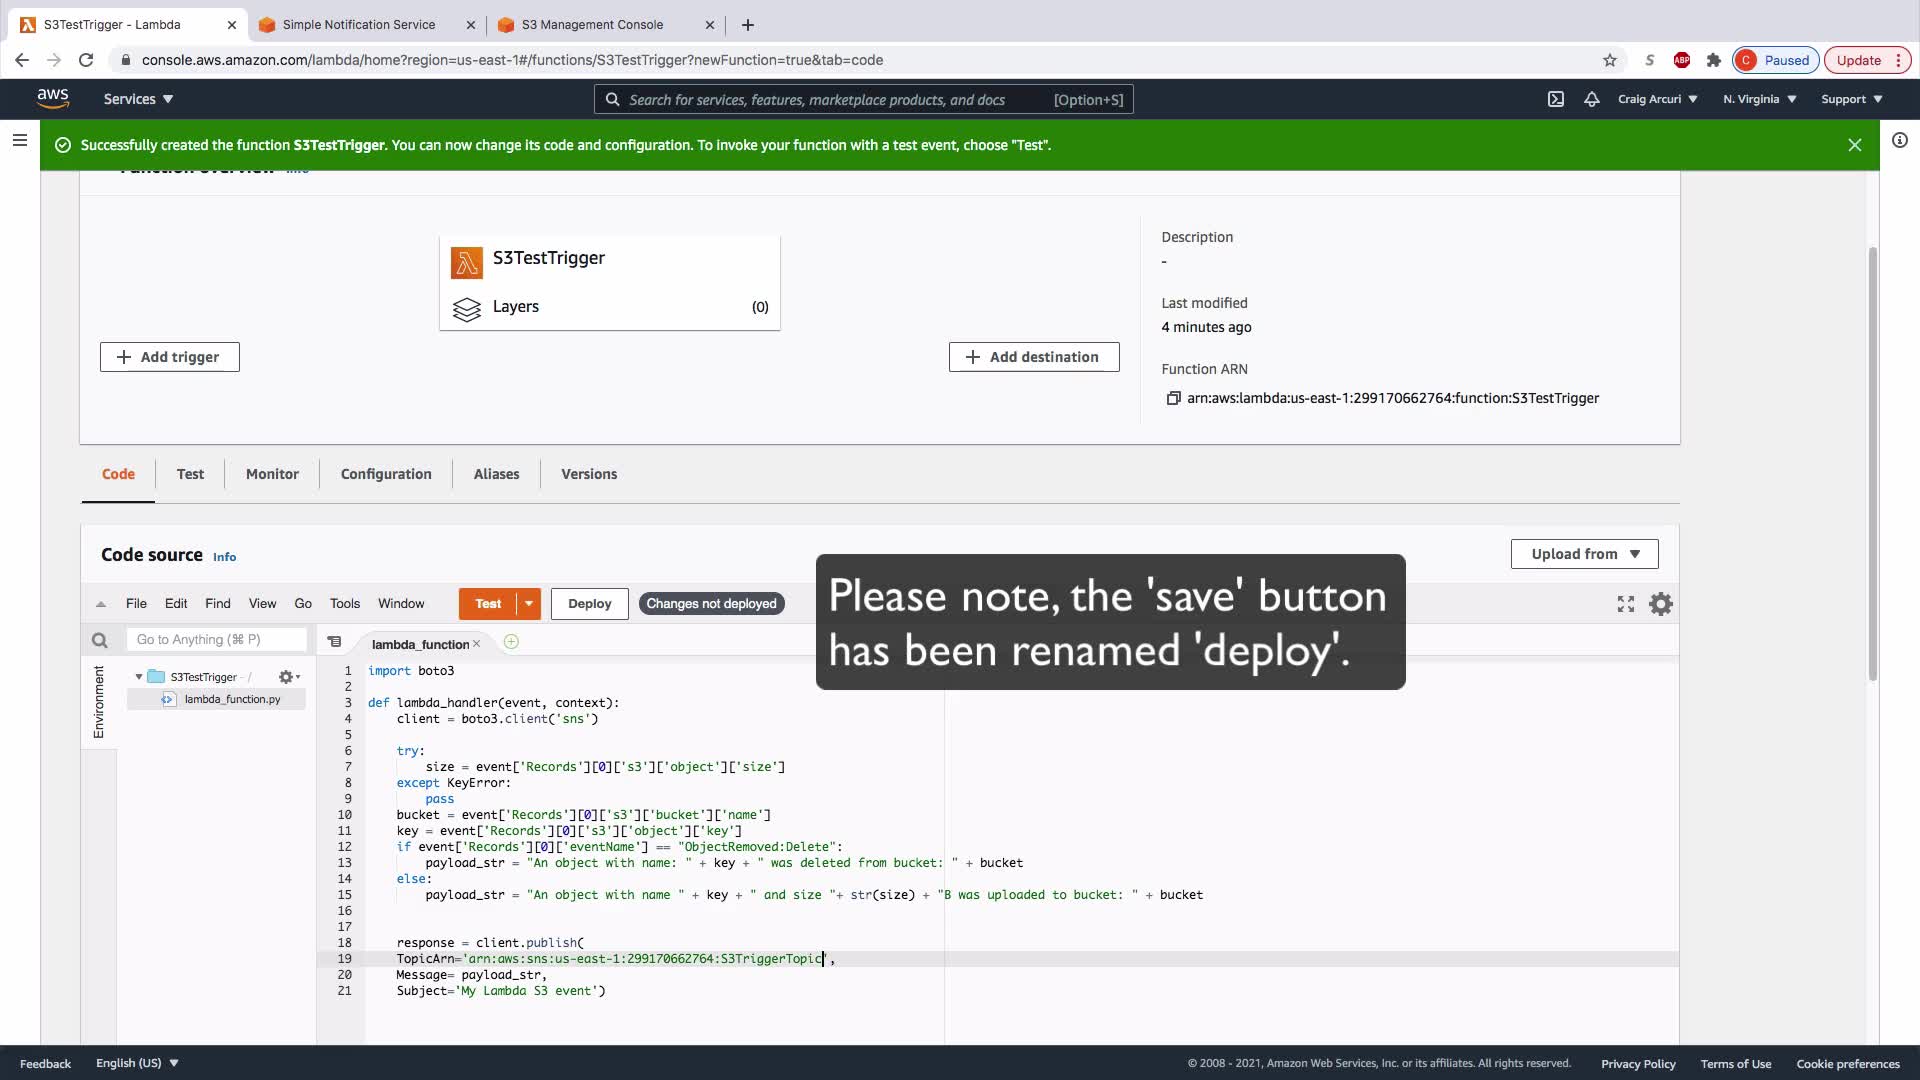 S3TestTrigger - Lambda
Simple Notification Service
S3 Management Console
console.aws.amazon.com/lambda/home?region=us-east-1#/functions/S3TestTrigger?newFunction=true&tab=code
S
ABP
C Paused
Update
aws
Services
Search for services, features, marketplace products, and docs
[Option+S]
Craig Arcuri
N. Virginia
Support
Successfully created the function S3TestTrigger. You can now change its code and configuration. To invoke your function with a test event, choose "Test".
Function overview Info
S3TestTrigger
Layers
(0)
Add trigger
Add destination
Description
-
Last modified
4 minutes ago
Function ARN
arn:aws:lambda:us-east-1:299170662764:function:S3TestTrigger
Code
Test
Monitor
Configuration
Aliases
Versions
Code source Info
Upload from
File Edit Find View Go Tools Window
Test
Deploy
Changes not deployed
Please note, the 'save' button
has been renamed 'deploy'.
Go to Anything (⌘ P)
lambda_function
Environment
S3TestTrigger - /
lambda_function.py
1 import boto3
2
3 def lambda_handler(event, context):
4     client = boto3.client('sns')
5
6     try:
7         size = event['Records'][0]['s3']['object']['size']
8     except KeyError:
9         pass
10     bucket = event['Records'][0]['s3']['bucket']['name']
11     key = event['Records'][0]['s3']['object']['key']
12     if event['Records'][0]['eventName'] == "ObjectRemoved:Delete":
13         payload_str = "An object with name: " + key + " was deleted from bucket: " + bucket
14     else:
15         payload_str = "An object with name " + key + " and size "+ str(size) + "B was uploaded to bucket: " + bucket
16
17
18     response = client.publish(
19     TopicArn='arn:aws:sns:us-east-1:299170662764:S3TriggerTopic',
20     Message= payload_str,
21     Subject='My Lambda S3 event')
Feedback
English (US)
© 2008 - 2021, Amazon Web Services, Inc. or its affiliates. All rights reserved.
Privacy Policy
Terms of Use
Cookie preferences